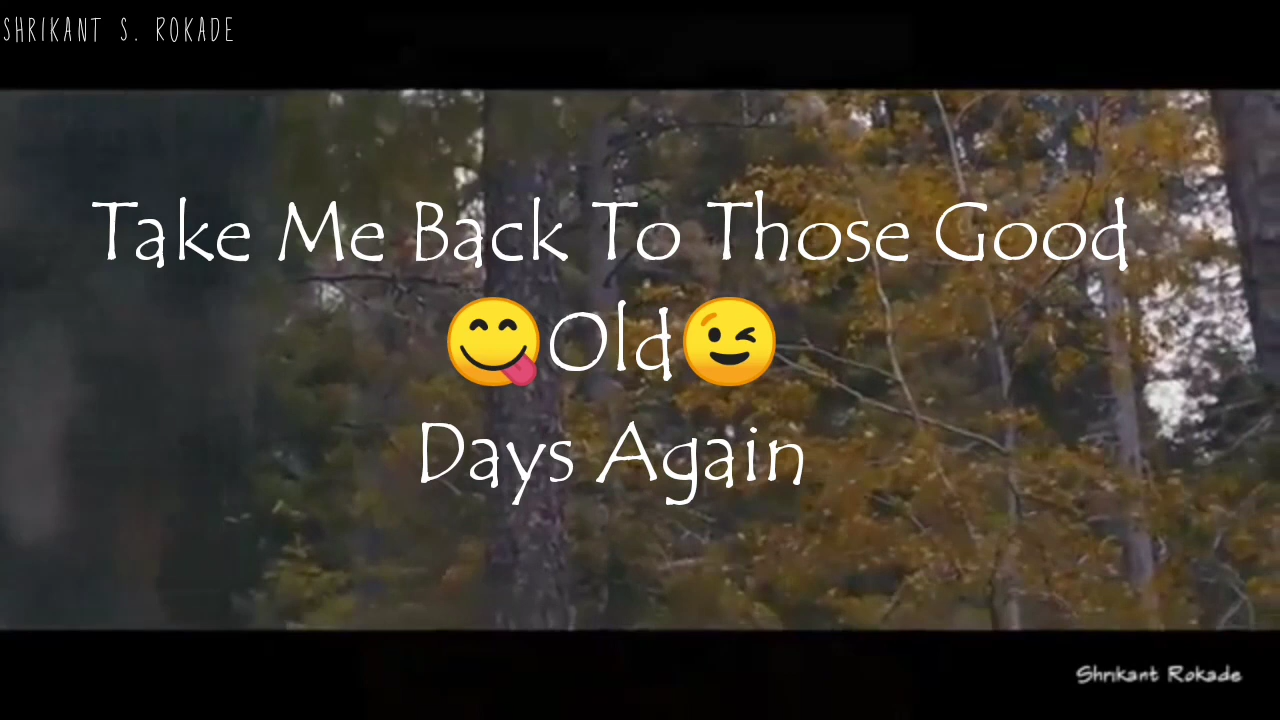 SHRIKANT S. ROKADE
Take Me Back To Those Good
😋Old😉
Days Again
Shrikant Rokade